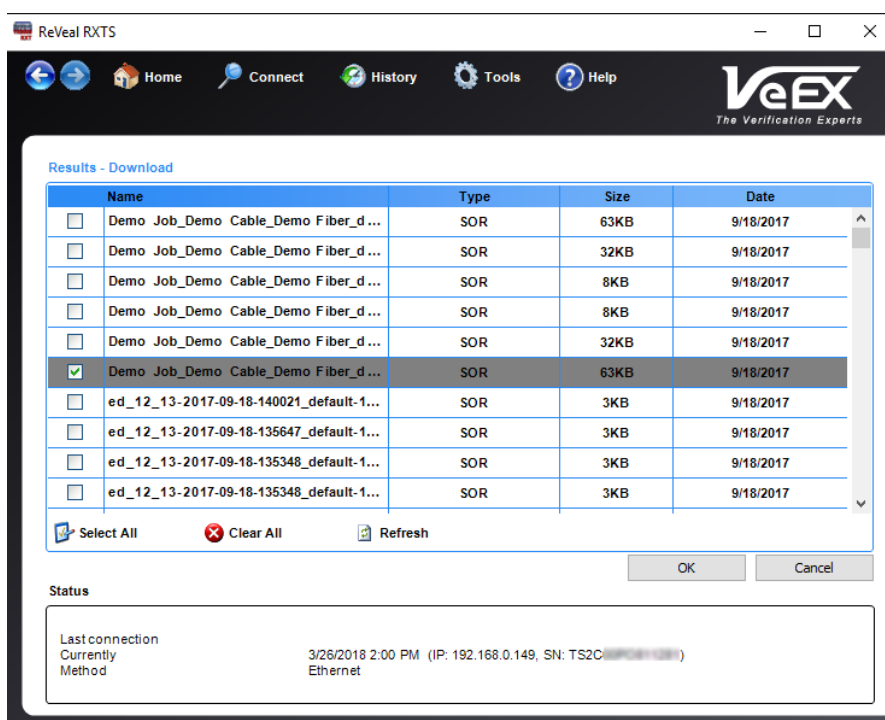 ReVeal RXTS
Home Connect History Tools Help
VeEX
The Verification Experts
Results - Download
Name Type Size Date
Demo Job_Demo Cable_Demo Fiber_d ... SOR 63KB 9/18/2017
Demo Job_Demo Cable_Demo Fiber_d ... SOR 32KB 9/18/2017
Demo Job_Demo Cable_Demo Fiber_d ... SOR 8KB 9/18/2017
Demo Job_Demo Cable_Demo Fiber_d ... SOR 8KB 9/18/2017
Demo Job_Demo Cable_Demo Fiber_d ... SOR 32KB 9/18/2017
Demo Job_Demo Cable_Demo Fiber_d ... SOR 63KB 9/18/2017
ed_12_13-2017-09-18-140021_default-1... SOR 3KB 9/18/2017
ed_12_13-2017-09-18-135647_default-1... SOR 3KB 9/18/2017
ed_12_13-2017-09-18-135348_default-1... SOR 3KB 9/18/2017
ed_12_13-2017-09-18-135348_default-1... SOR 3KB 9/18/2017
Select All Clear All Refresh
OK Cancel
Status
Last connection
Currently 3/26/2018 2:00 PM (IP: 192.168.0.149, SN: TS2C )
Method Ethernet